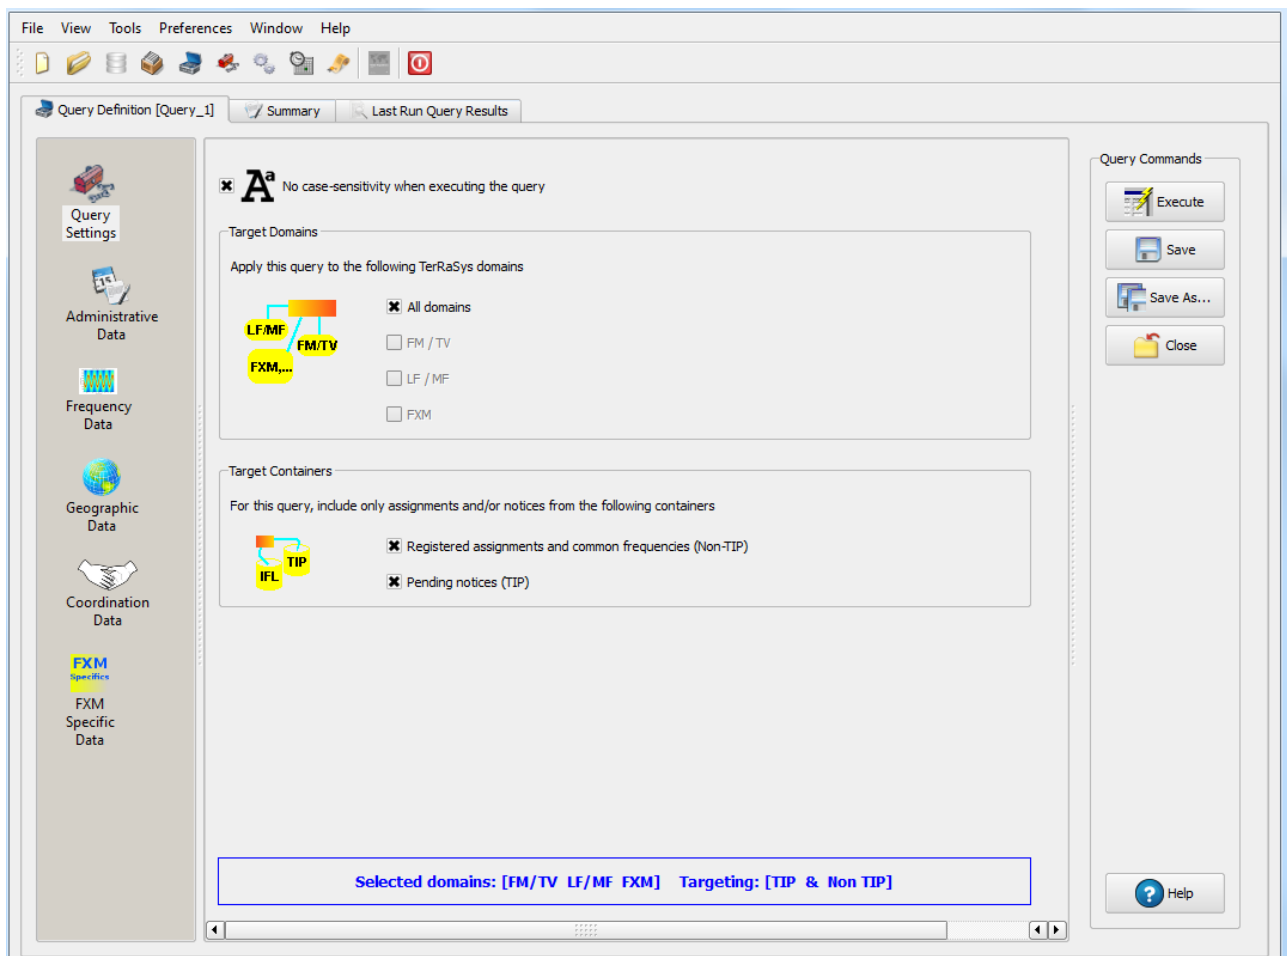 File View Tools Preferences Window Help
Query Definition [Query_1] Summary Last Run Query Results
Query
Settings
Administrative
Data
Frequency
Data
Geographic
Data
Coordination
Data
FXM
Specifics
FXM
Specific
Data
Aa No case-sensitivity when executing the query
Target Domains
Apply this query to the following TerRaSys domains
LF/MF
FM/TV
FXM,...
All domains
FM / TV
LF / MF
FXM
Target Containers
For this query, include only assignments and/or notices from the following containers
TIP
IFL
Registered assignments and common frequencies (Non-TIP)
Pending notices (TIP)
Selected domains: [FM/TV LF/MF FXM] Targeting: [TIP & Non TIP]
Query Commands
Execute
Save
Save As...
Close
Help